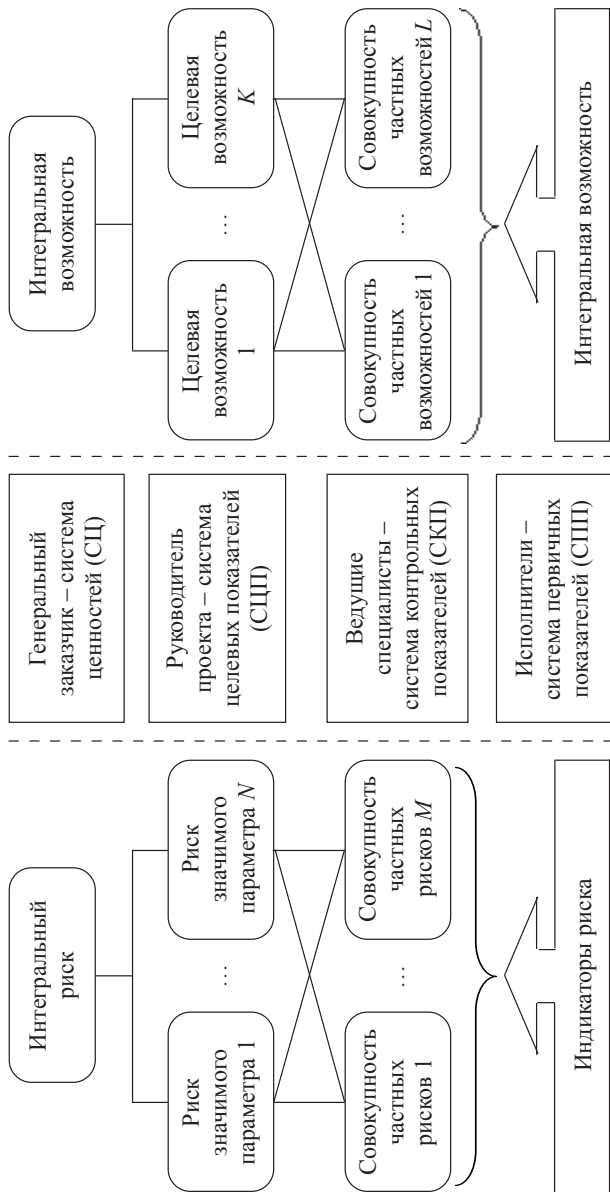 Интегральный
риск
Риск
значимого
параметра 1
…
Риск
значимого
параметра N
Совокупность
частных
рисков 1
…
Совокупность
частных
рисков M
Индикаторы риска
Генеральный
заказчик – система
ценностей (СЦ)
Руководитель
проекта – система
целевых показателей
(СЦП)
Ведущие
специалисты –
система контрольных
показателей (СКП)
Исполнители –
система первичных
показателей (СПП)
Интегральная
возможность
Целевая
возможность
1
…
Целевая
возможность
K
Совокупность
частных
возможностей 1
…
Совокупность
частных
возможностей L
Интегральная возможность